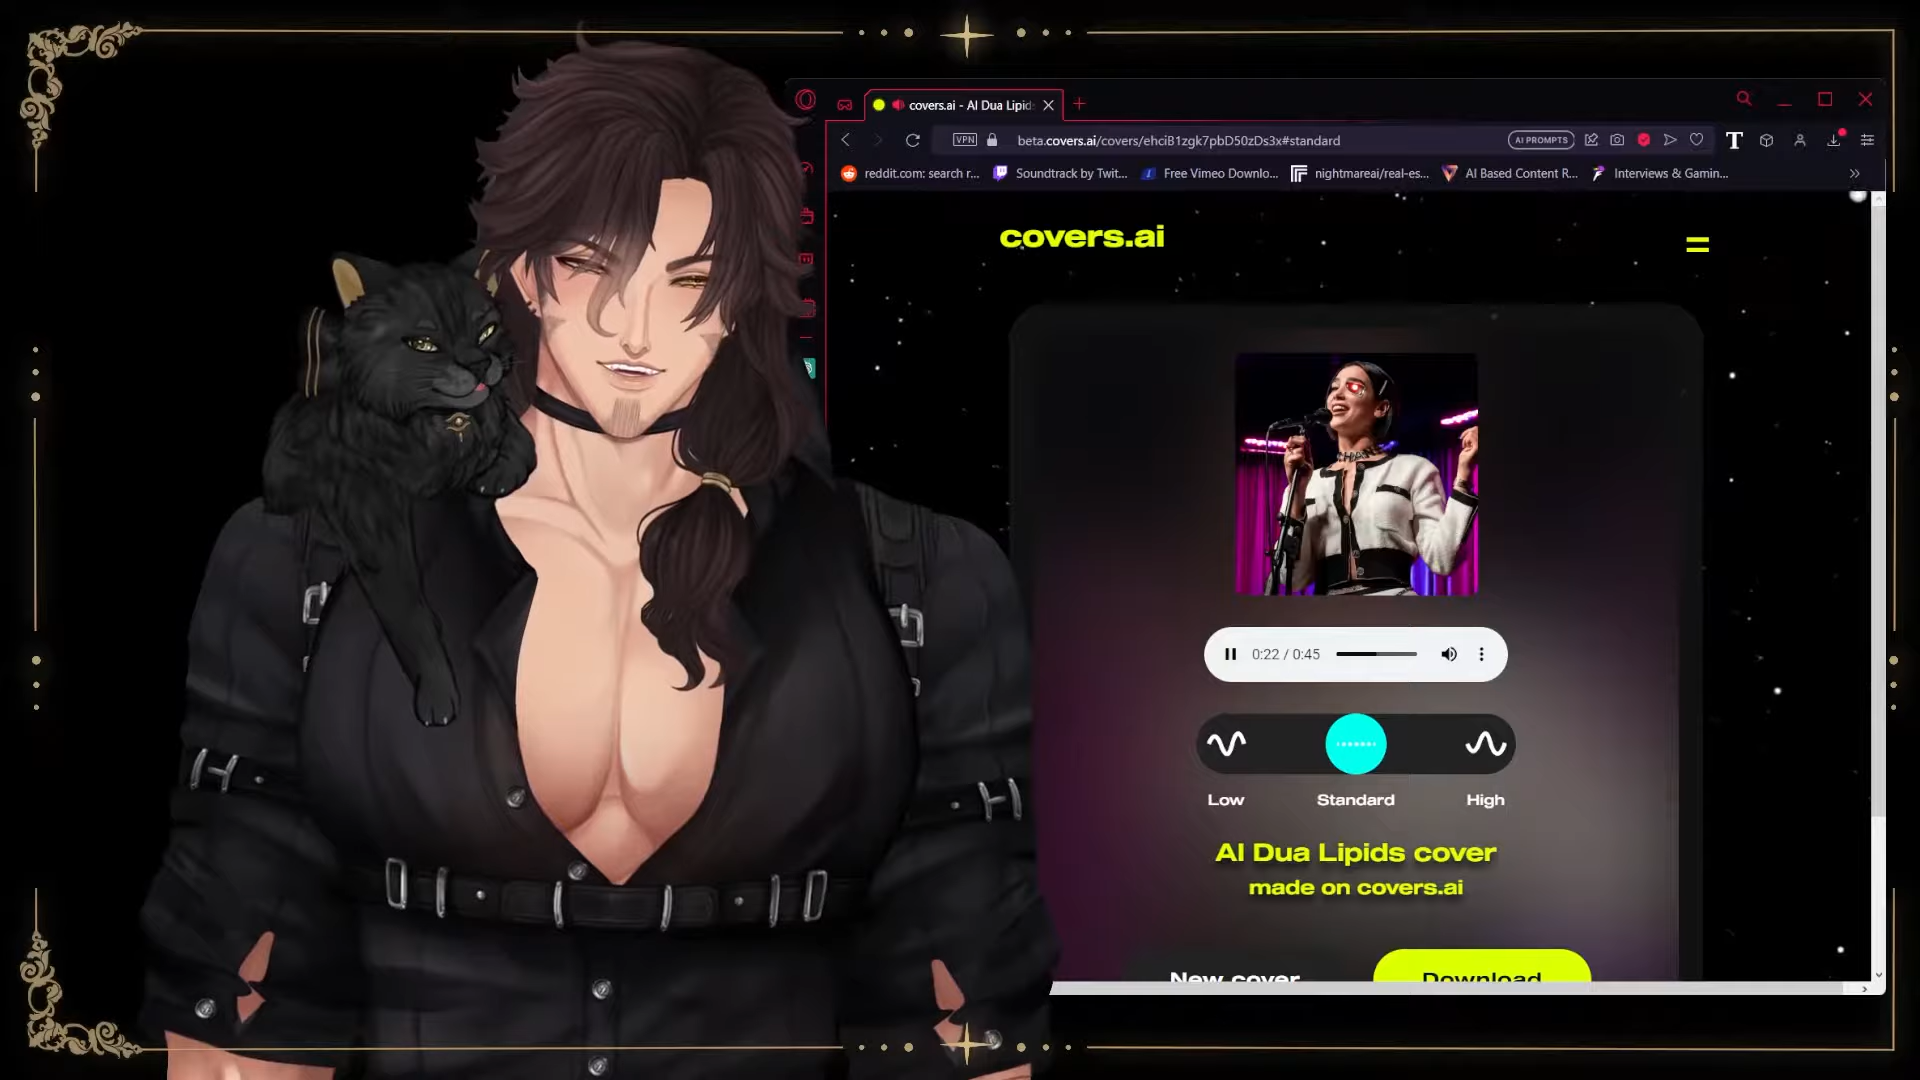 covers.ai - AI Dua Lipids
VPN
beta.covers.ai/covers/ehciB1zgk7pbD50zDs3x#standard
AI PROMPTS
T
reddit.com: search r...
Soundtrack by Twit...
Free Vimeo Downlo...
nightmareai/real-es...
AI Based Content R...
Interviews & Gamin...
covers.ai
0:22 / 0:45
Low
Standard
High
AI Dua Lipids cover
made on covers.ai
New cover
Download